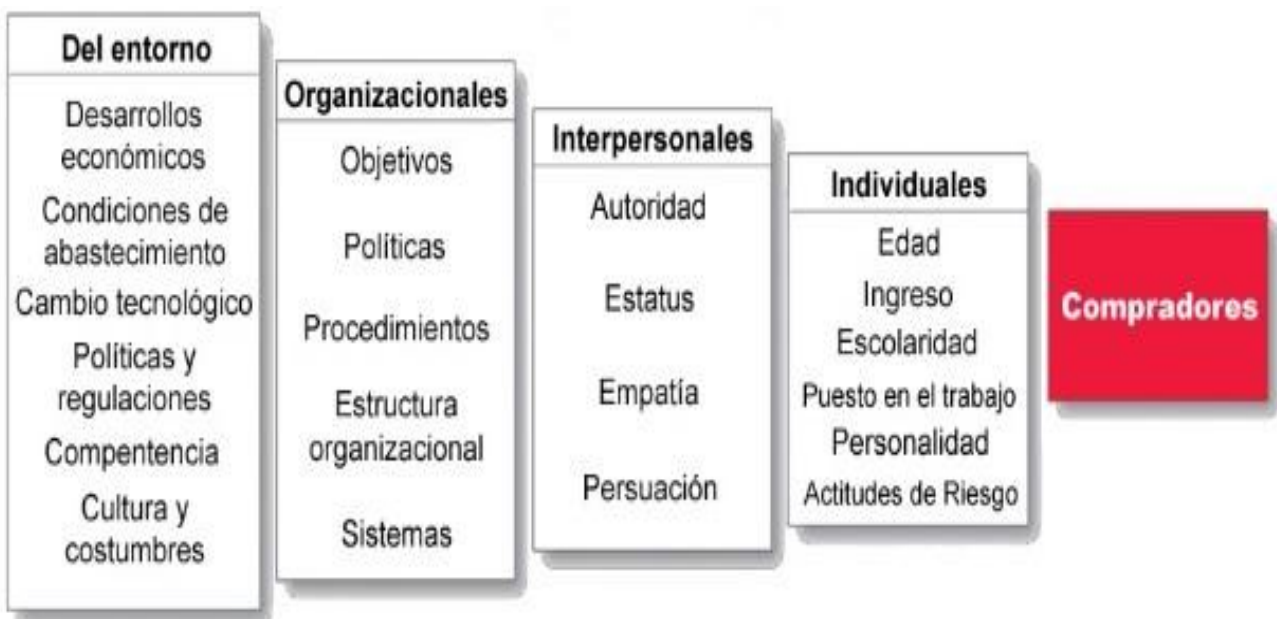 Del entorno
Desarrollos
económicos
Condiciones de
abastecimiento
Cambio tecnológico
Políticas y
regulaciones
Compentencia
Cultura y
costumbres
Organizacionales
Objetivos
Políticas
Procedimientos
Estructura
organizacional
Sistemas
Interpersonales
Autoridad
Estatus
Empatía
Persuación
Individuales
Edad
Ingreso
Escolaridad
Puesto en el trabajo
Personalidad
Actitudes de Riesgo
Compradores